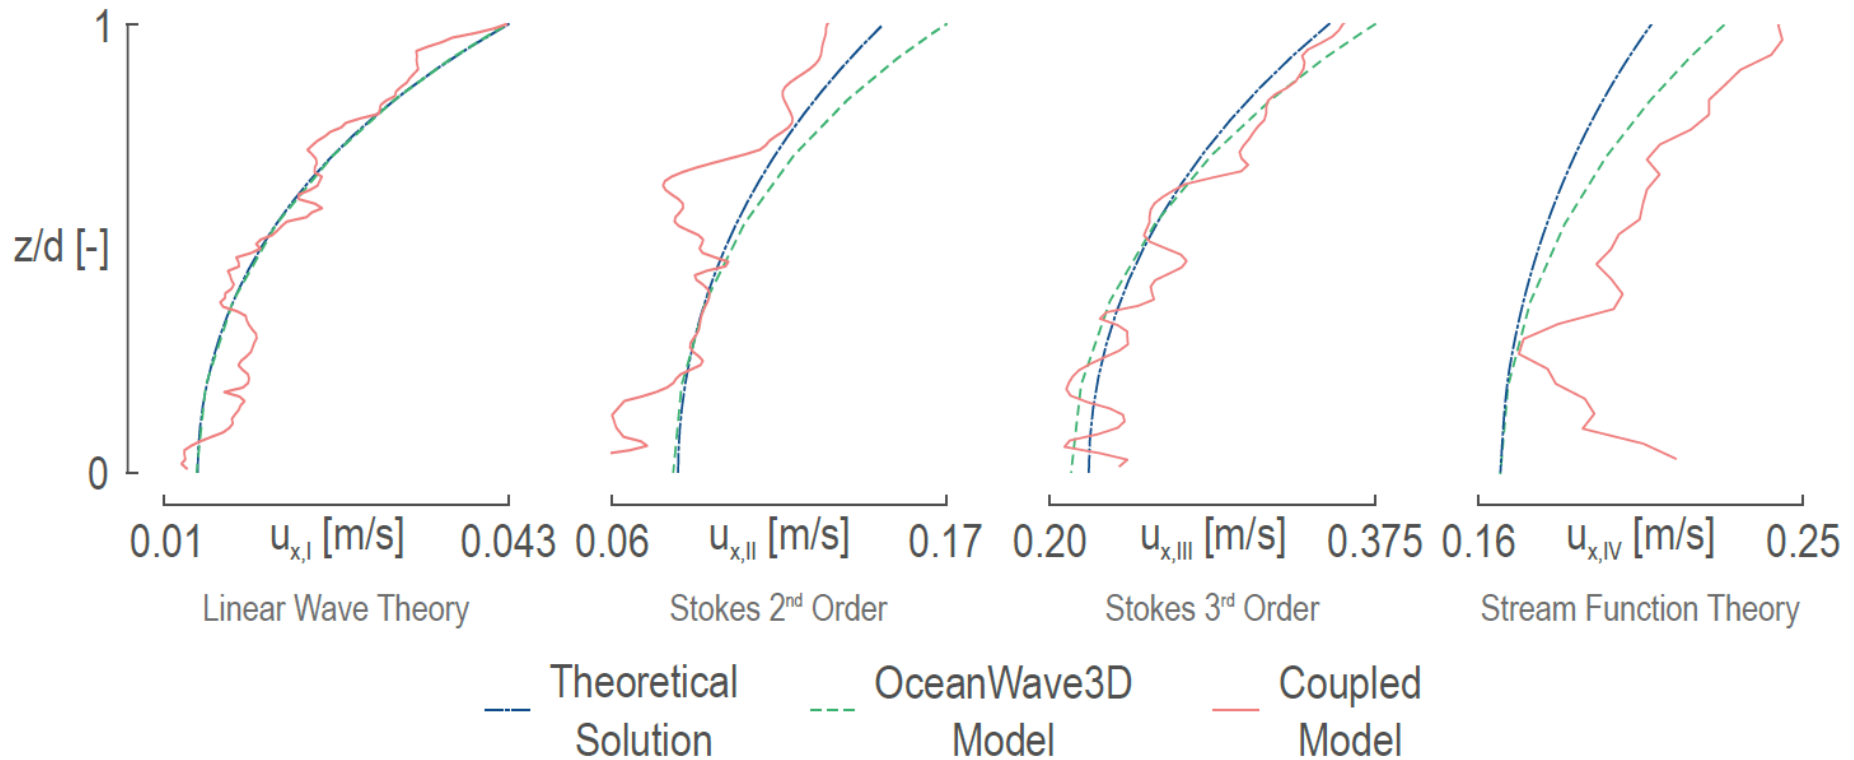 1
z/d [-]
0
0.01 u_x,I [m/s] 0.043 0.06 u_x,II [m/s] 0.17 0.20 u_x,III [m/s] 0.375 0.16 u_x,IV [m/s] 0.25
Linear Wave Theory Stokes 2nd Order Stokes 3rd Order Stream Function Theory
Theoretical OceanWave3D Coupled
Solution Model Model